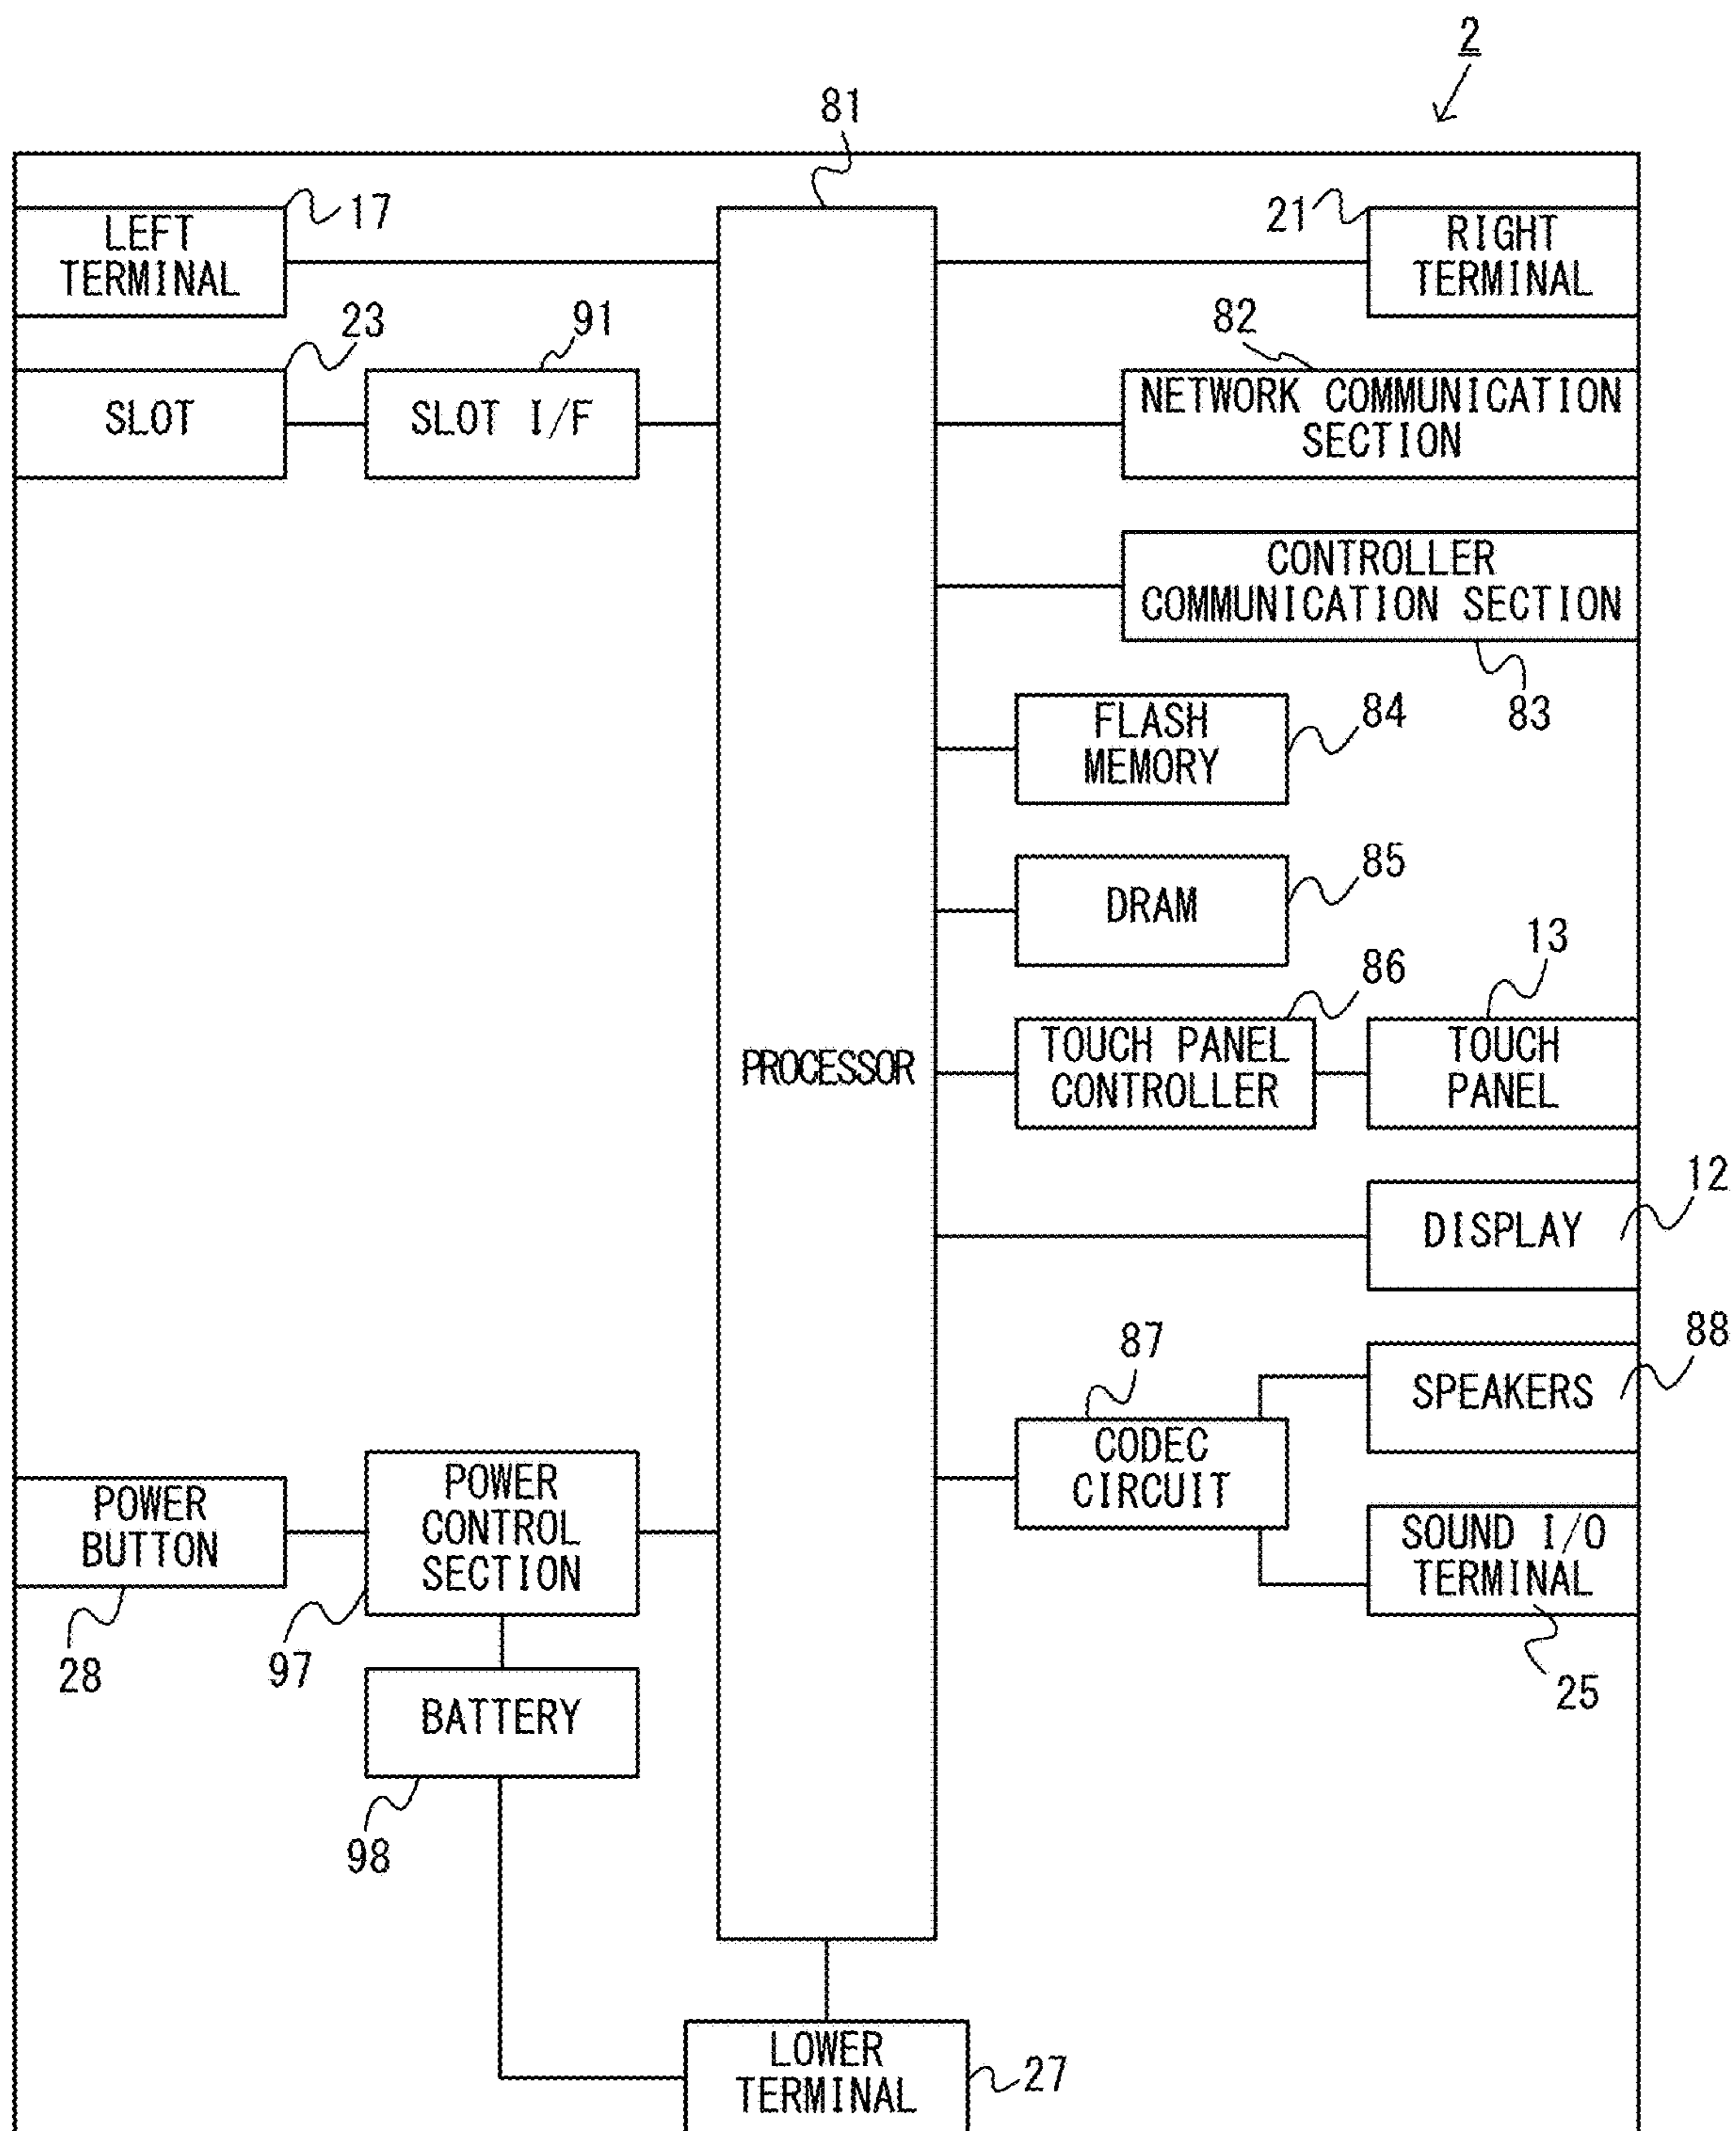 2
81
LEFT
TERMINAL
17
21
RIGHT
TERMINAL
23
91
82
SLOT
SLOT I/F
NETWORK COMMUNICATION
SECTION
CONTROLLER
COMMUNICATION SECTION
83
FLASH
MEMORY
84
DRAM
85
86
13
PROCESSOR
TOUCH PANEL
CONTROLLER
TOUCH
PANEL
DISPLAY
12
87
SPEAKERS
88
CODEC
CIRCUIT
POWER
BUTTON
28
POWER
CONTROL
SECTION
97
SOUND I/O
TERMINAL
25
BATTERY
98
LOWER
TERMINAL
27